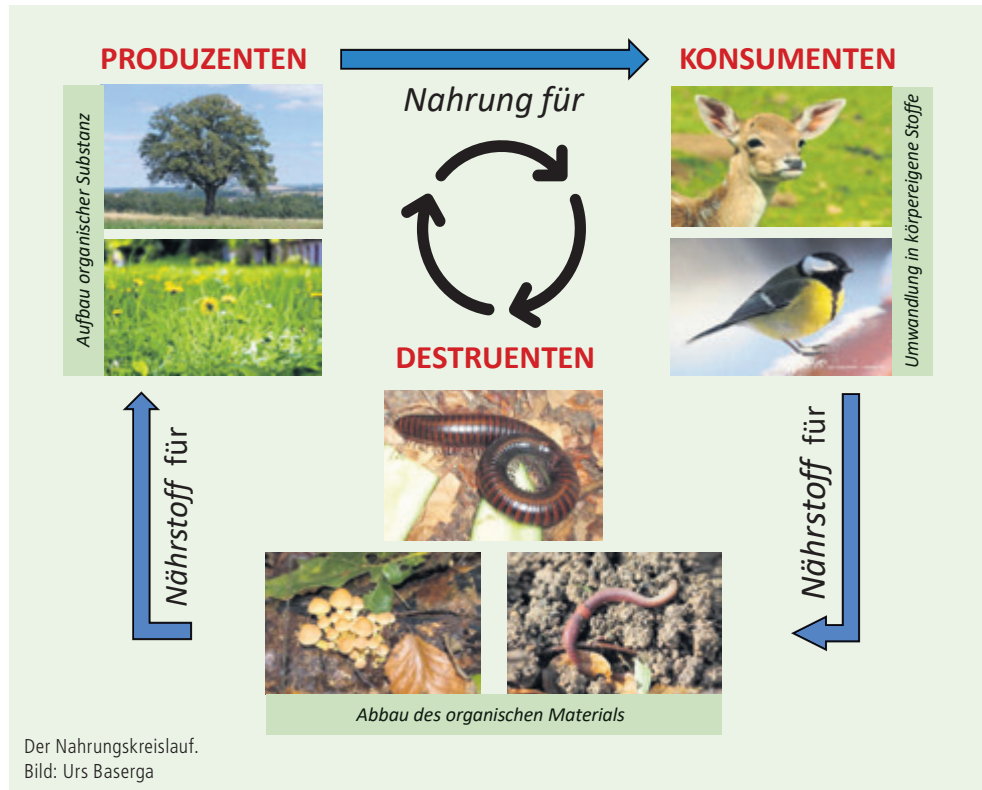 PRODUZENTEN
KONSUMENTEN
Nahrung für
Aufbau organischer Substanz
Umwandlung in körpereigene Stoffe
DESTRUENTEN
Nährstoff für
Nährstoff für
Abbau des organischen Materials
Der Nahrungskreislauf.
Bild: Urs Baserga